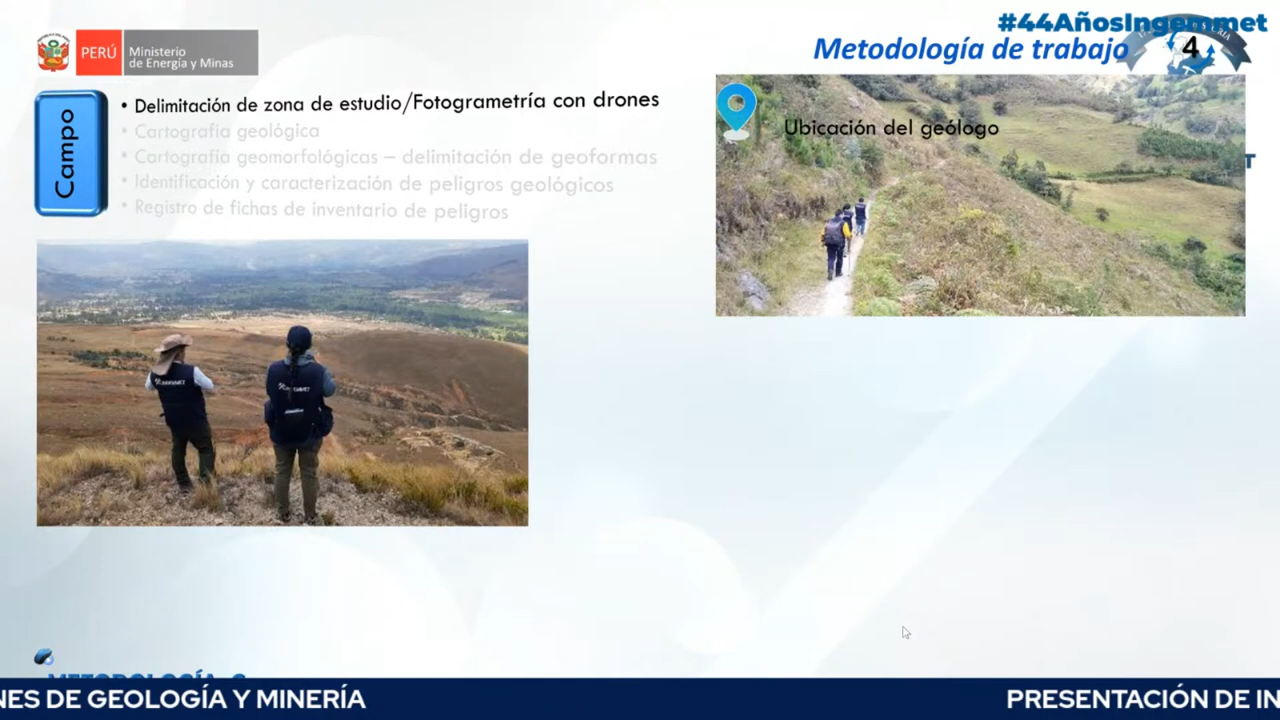 #44AñosIngemmet
PERÚ
Ministerio
de Energía y Minas
Metodología de trabajo
4
Campo
• Delimitación de zona de estudio/Fotogrametría con drones
• Cartografía geológica
• Cartografía geomorfológicas – delimitación de geoformas
• Identificación y caracterización de peligros geológicos
• Registro de fichas de inventario de peligros
Ubicación del geólogo
T
NES DE GEOLOGÍA Y MINERÍA
PRESENTACIÓN DE IN